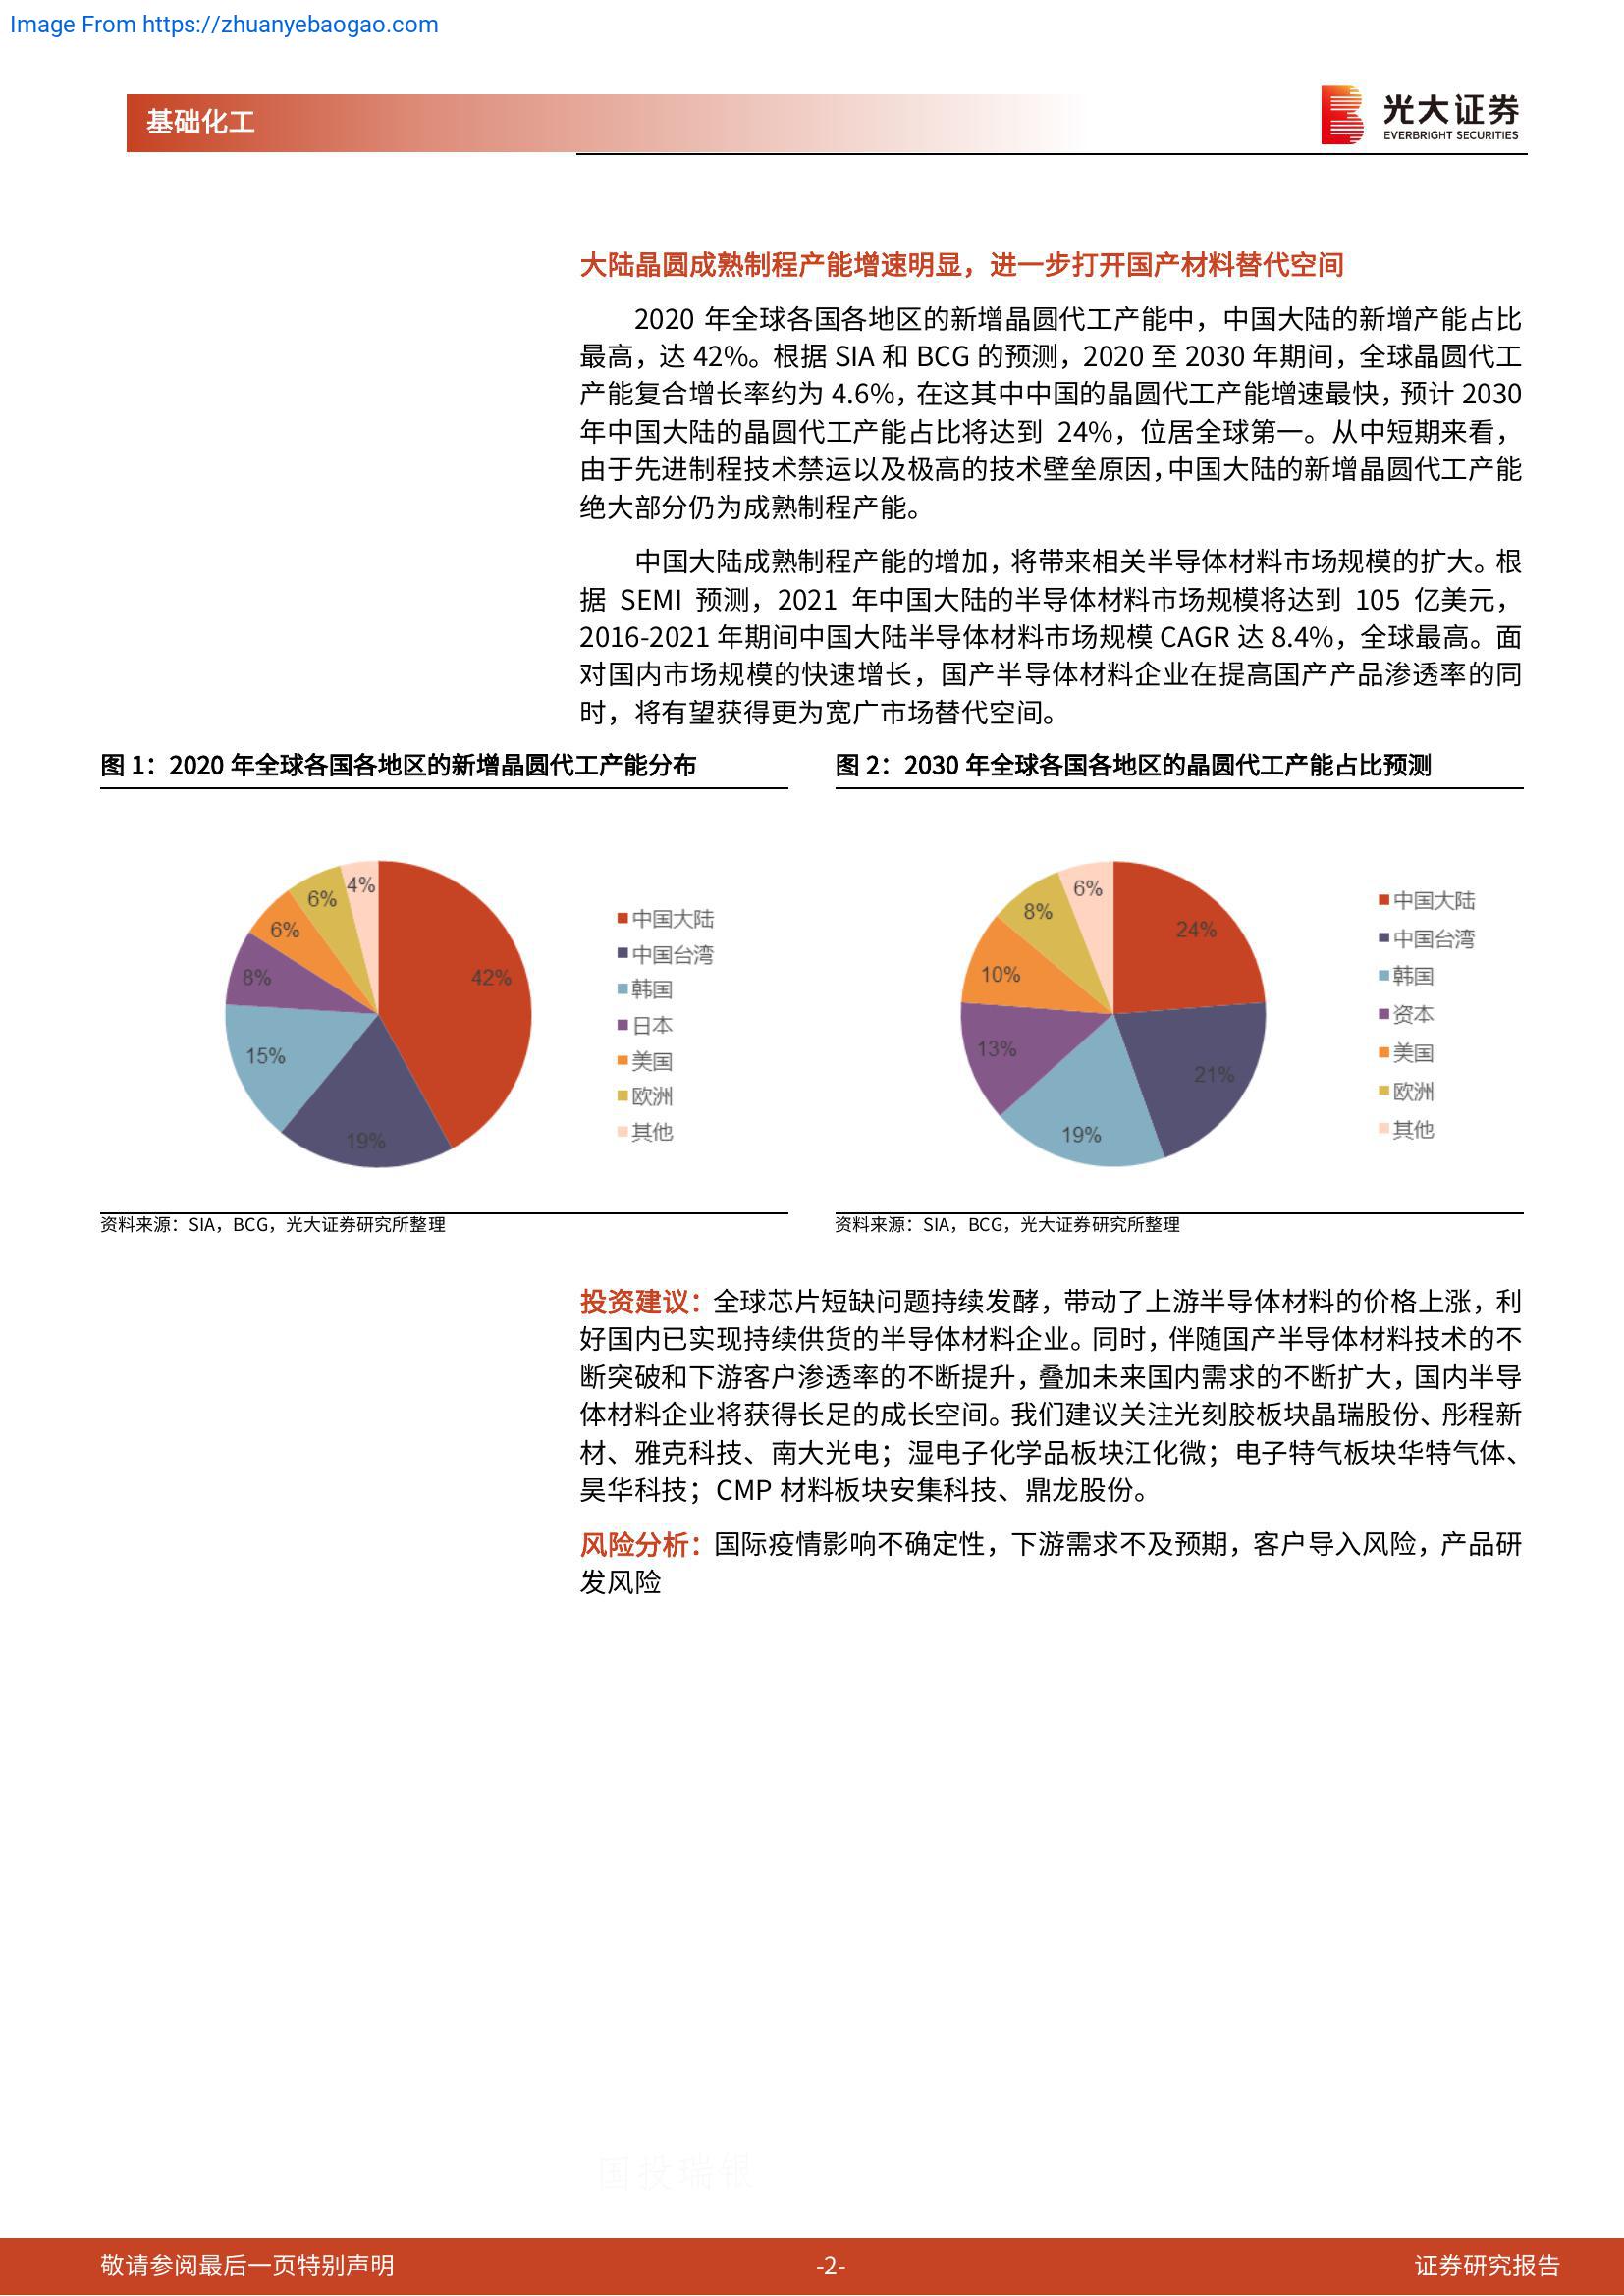 Image From https://zhuanyebaogao.com
基础化工
光大证券
EVERBRIGHT SECURITIES
大陆晶圆成熟制程产能增速明显，进一步打开国产材料替代空间
2020 年全球各国各地区的新增晶圆代工产能中，中国大陆的新增产能占比
最高，达 42%。根据 SIA 和 BCG 的预测，2020 至 2030 年期间，全球晶圆代工
产能复合增长率约为 4.6%，在这其中中国的晶圆代工产能增速最快，预计 2030
年中国大陆的晶圆代工产能占比将达到 24%，位居全球第一。从中短期来看，
由于先进制程技术禁运以及极高的技术壁垒原因，中国大陆的新增晶圆代工产能
绝大部分仍为成熟制程产能。
中国大陆成熟制程产能的增加，将带来相关半导体材料市场规模的扩大。根
据 SEMI 预测，2021 年中国大陆的半导体材料市场规模将达到 105 亿美元，
2016-2021 年期间中国大陆半导体材料市场规模 CAGR 达 8.4%，全球最高。面
对国内市场规模的快速增长，国产半导体材料企业在提高国产产品渗透率的同
时，将有望获得更为宽广市场替代空间。
图 1：2020 年全球各国各地区的新增晶圆代工产能分布
42%
19%
15%
8%
6%
6%
4%
中国大陆
中国台湾
韩国
日本
美国
欧洲
其他
资料来源：SIA，BCG，光大证券研究所整理
图 2：2030 年全球各国各地区的晶圆代工产能占比预测
24%
21%
19%
13%
10%
8%
6%
中国大陆
中国台湾
韩国
资本
美国
欧洲
其他
资料来源：SIA，BCG，光大证券研究所整理
投资建议：全球芯片短缺问题持续发酵，带动了上游半导体材料的价格上涨，利
好国内已实现持续供货的半导体材料企业。同时，伴随国产半导体材料技术的不
断突破和下游客户渗透率的不断提升，叠加未来国内需求的不断扩大，国内半导
体材料企业将获得长足的成长空间。我们建议关注光刻胶板块晶瑞股份、彤程新
材、雅克科技、南大光电；湿电子化学品板块江化微；电子特气板块华特气体、
昊华科技；CMP 材料板块安集科技、鼎龙股份。
风险分析：国际疫情影响不确定性，下游需求不及预期，客户导入风险，产品研
发风险
国投瑞银
敬请参阅最后一页特别声明
-2-
证券研究报告